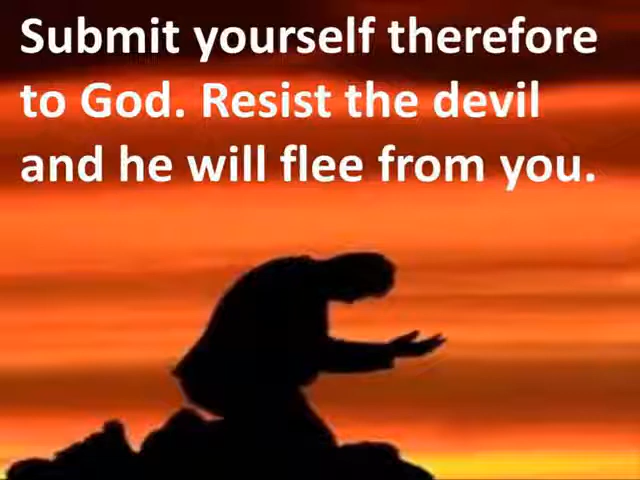 Submit yourself therefore
to God. Resist the devil
and he will flee from you.